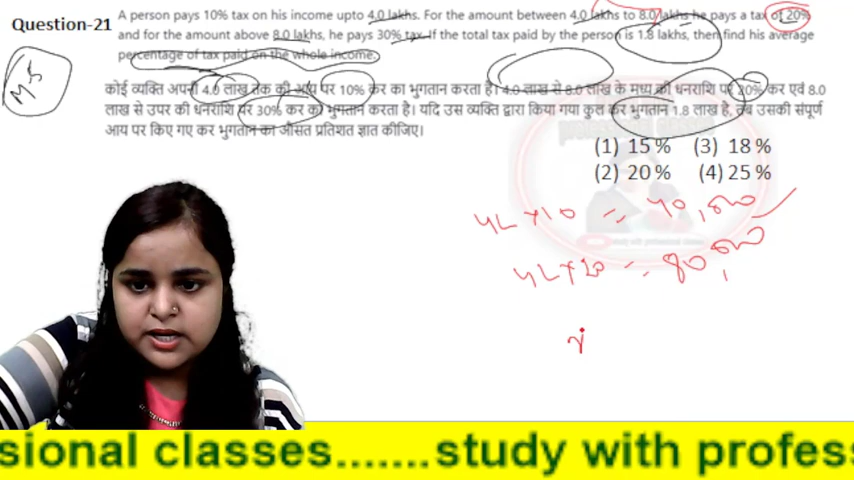 Question-21 A person pays 10% tax on his income upto 4.0 lakhs. For the amount between 4.0 lakhs to 8.0 lakhs he pays a tax of 20%
and for the amount above 8.0 lakhs, he pays 30% tax. If the total tax paid by the person is 1.8 lakhs, then find his average
percentage of tax paid on the whole income.
M-5
कोई व्यक्ति अपनी 4.0 लाख तक की आय पर 10% कर का भुगतान करता है। 4.0 लाख से 8.0 लाख के मध्य की धनराशि पर 20% कर एवं 8.0
लाख से उपर की धनराशि पर 30% कर का भुगतान करता है। यदि उस व्यक्ति द्वारा किया गया कुल कर भुगतान 1.8 लाख है, तब उसकी संपूर्ण
आय पर किए गए कर भुगतान का औसत प्रतिशत ज्ञात कीजिए।
(1) 15 % (3) 18 %
(2) 20 % (4) 25 %
4L × 10 = 40,000
4L × 20 = 80,000
study with professional classes
sional classes.......study with profess